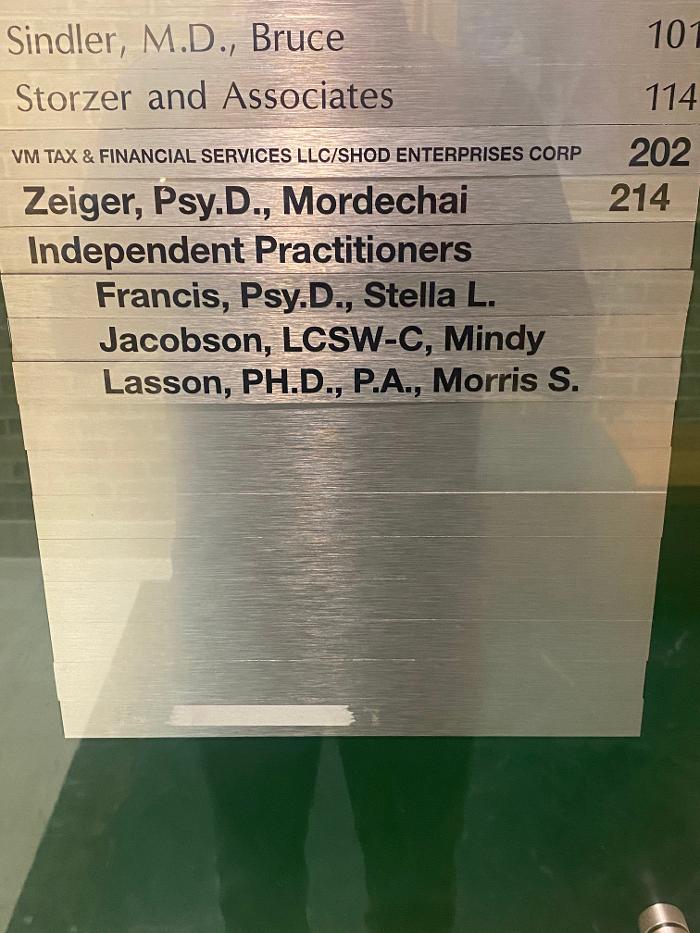 Sindler, M.D., Bruce 101
Storzer and Associates 114
VM TAX & FINANCIAL SERVICES LLC/SHOD ENTERPRISES CORP 202
Zeiger, Psy.D., Mordechai 214
Independent Practitioners
Francis, Psy.D., Stella L.
Jacobson, LCSW-C, Mindy
Lasson, PH.D., P.A., Morris S.